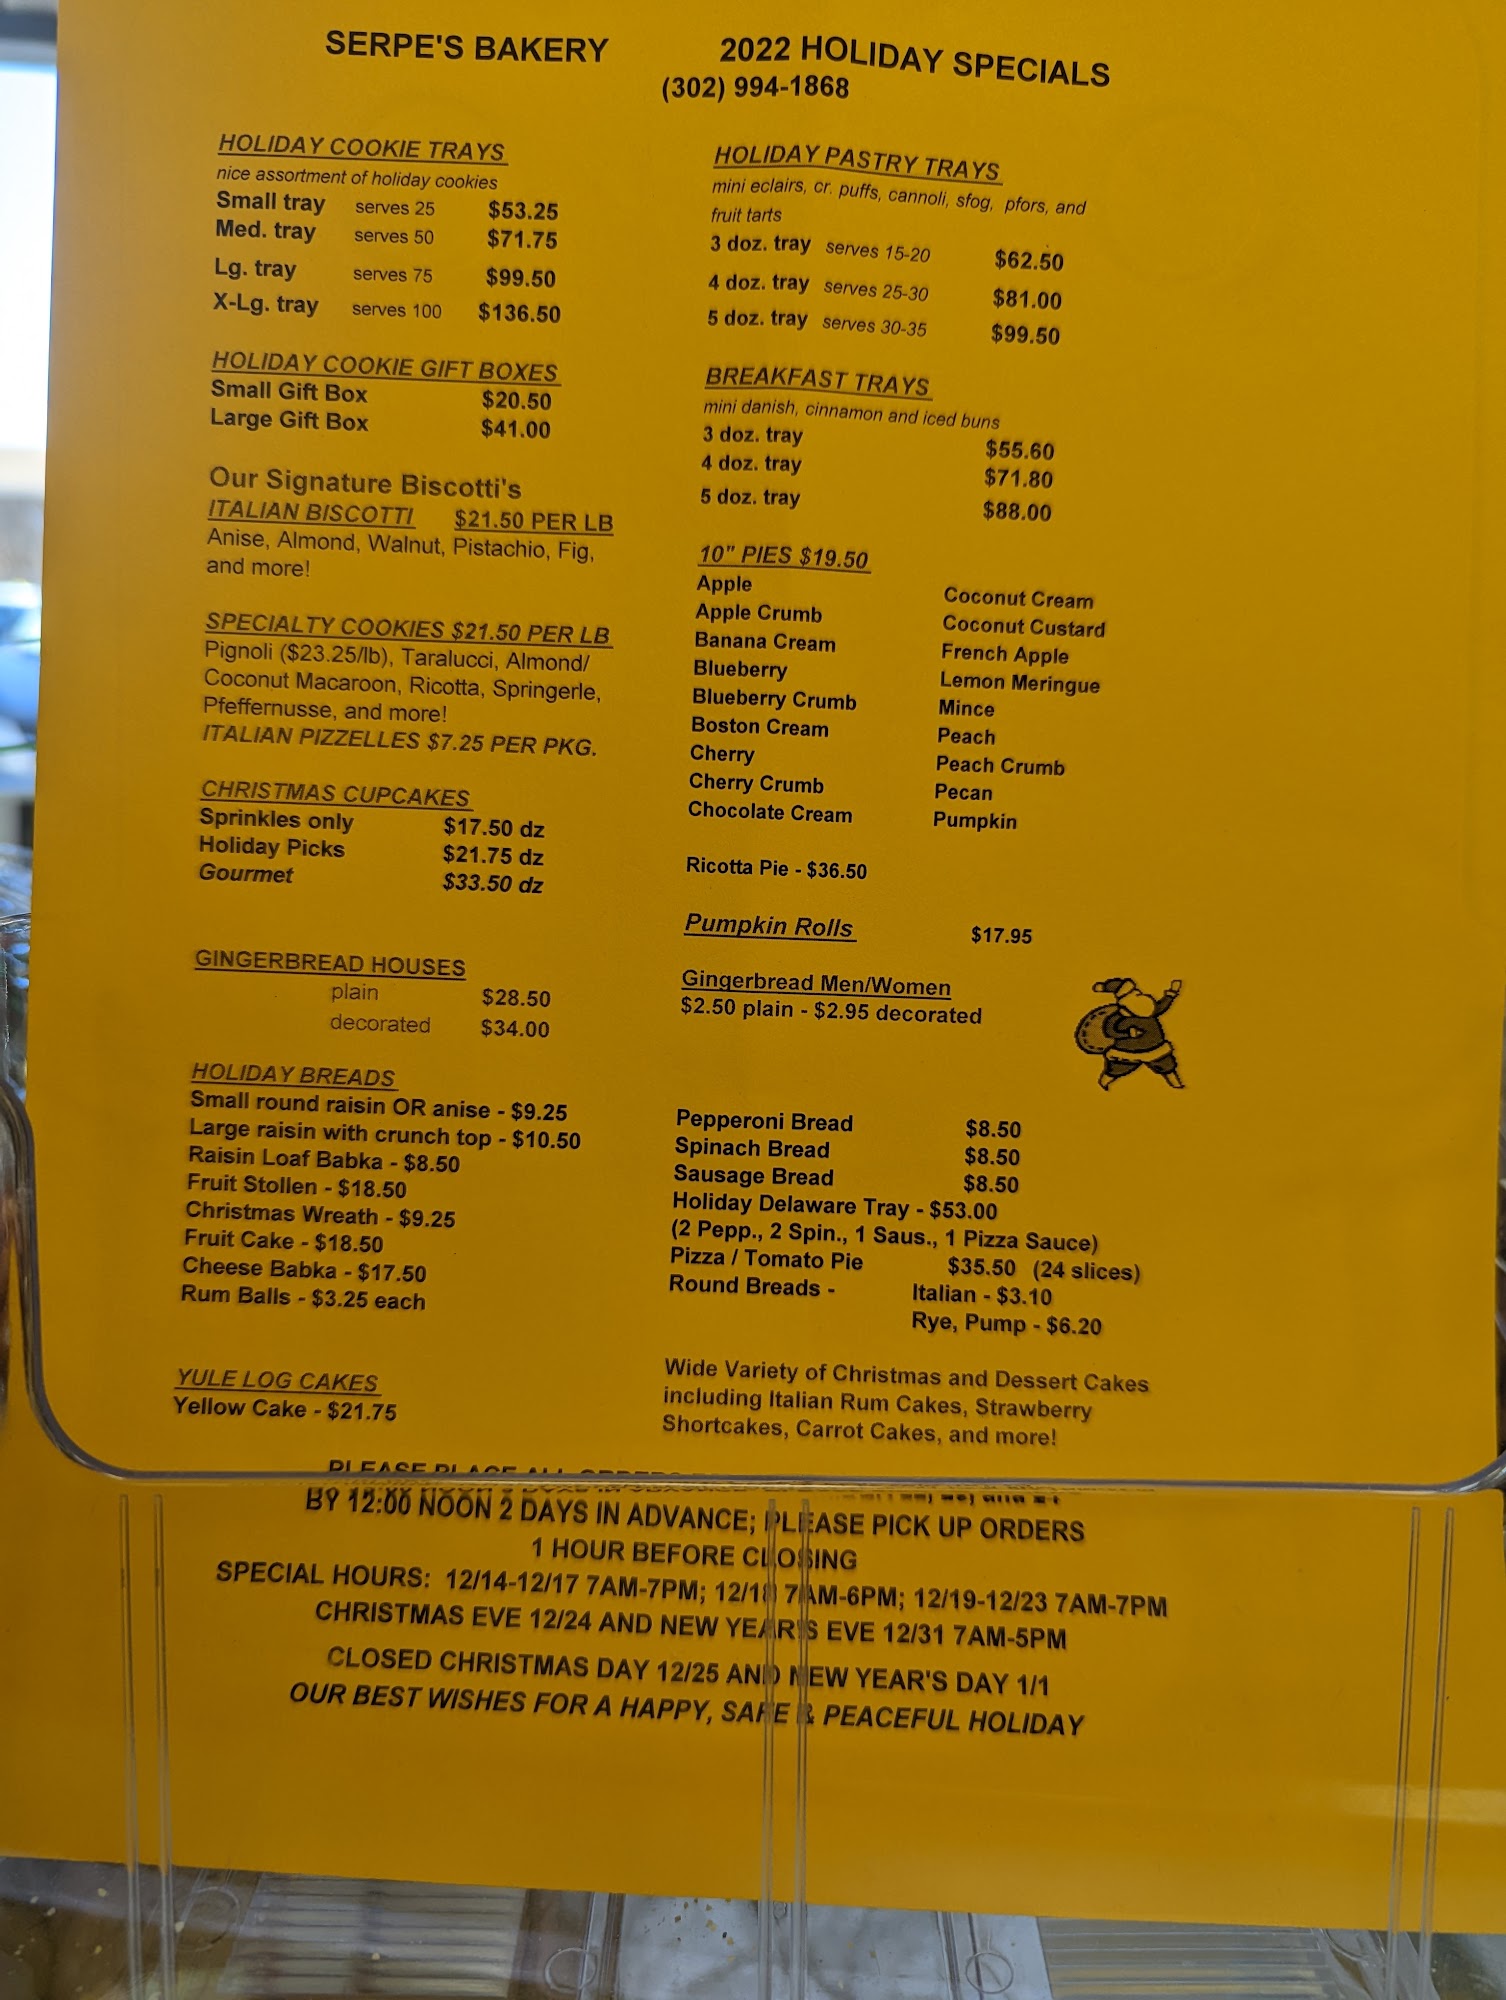 SERPE'S BAKERY 2022 HOLIDAY SPECIALS
(302) 994-1868
HOLIDAY COOKIE TRAYS
nice assortment of holiday cookies
Small tray serves 25 $53.25
Med. tray serves 50 $71.75
Lg. tray serves 75 $99.50
X-Lg. tray serves 100 $136.50
HOLIDAY COOKIE GIFT BOXES
Small Gift Box $20.50
Large Gift Box $41.00
Our Signature Biscotti's
ITALIAN BISCOTTI $21.50 PER LB
Anise, Almond, Walnut, Pistachio, Fig,
and more!
SPECIALTY COOKIES $21.50 PER LB
Pignoli ($23.25/lb), Taralucci, Almond/
Coconut Macaroon, Ricotta, Springerle,
Pfeffernusse, and more!
ITALIAN PIZZELLES $7.25 PER PKG.
CHRISTMAS CUPCAKES
Sprinkles only $17.50 dz
Holiday Picks $21.75 dz
Gourmet $33.50 dz
GINGERBREAD HOUSES
plain $28.50
decorated $34.00
HOLIDAY BREADS
Small round raisin OR anise - $9.25
Large raisin with crunch top - $10.50
Raisin Loaf Babka - $8.50
Fruit Stollen - $18.50
Christmas Wreath - $9.25
Fruit Cake - $18.50
Cheese Babka - $17.50
Rum Balls - $3.25 each
YULE LOG CAKES
Yellow Cake - $21.75
HOLIDAY PASTRY TRAYS
mini eclairs, cr. puffs, cannoli, sfog, pfors, and
fruit tarts
3 doz. tray serves 15-20 $62.50
4 doz. tray serves 25-30 $81.00
5 doz. tray serves 30-35 $99.50
BREAKFAST TRAYS
mini danish, cinnamon and iced buns
3 doz. tray $55.60
4 doz. tray $71.80
5 doz. tray $88.00
10" PIES $19.50
Apple Coconut Cream
Apple Crumb Coconut Custard
Banana Cream French Apple
Blueberry Lemon Meringue
Blueberry Crumb Mince
Boston Cream Peach
Cherry Peach Crumb
Cherry Crumb Pecan
Chocolate Cream Pumpkin
Ricotta Pie - $36.50
Pumpkin Rolls $17.95
Gingerbread Men/Women
$2.50 plain - $2.95 decorated
Pepperoni Bread $8.50
Spinach Bread $8.50
Sausage Bread $8.50
Holiday Delaware Tray - $53.00
(2 Pepp., 2 Spin., 1 Saus., 1 Pizza Sauce)
Pizza / Tomato Pie $35.50 (24 slices)
Round Breads - Italian - $3.10
Rye, Pump - $6.20
Wide Variety of Christmas and Dessert Cakes
including Italian Rum Cakes, Strawberry
Shortcakes, Carrot Cakes, and more!
PLEASE PLACE ALL ORDERS
BY 12:00 NOON 2 DAYS IN ADVANCE; PLEASE PICK UP ORDERS
1 HOUR BEFORE CLOSING
SPECIAL HOURS: 12/14-12/17 7AM-7PM; 12/18 7AM-6PM; 12/19-12/23 7AM-7PM
CHRISTMAS EVE 12/24 AND NEW YEAR'S EVE 12/31 7AM-5PM
CLOSED CHRISTMAS DAY 12/25 AND NEW YEAR'S DAY 1/1
OUR BEST WISHES FOR A HAPPY, SAFE & PEACEFUL HOLIDAY